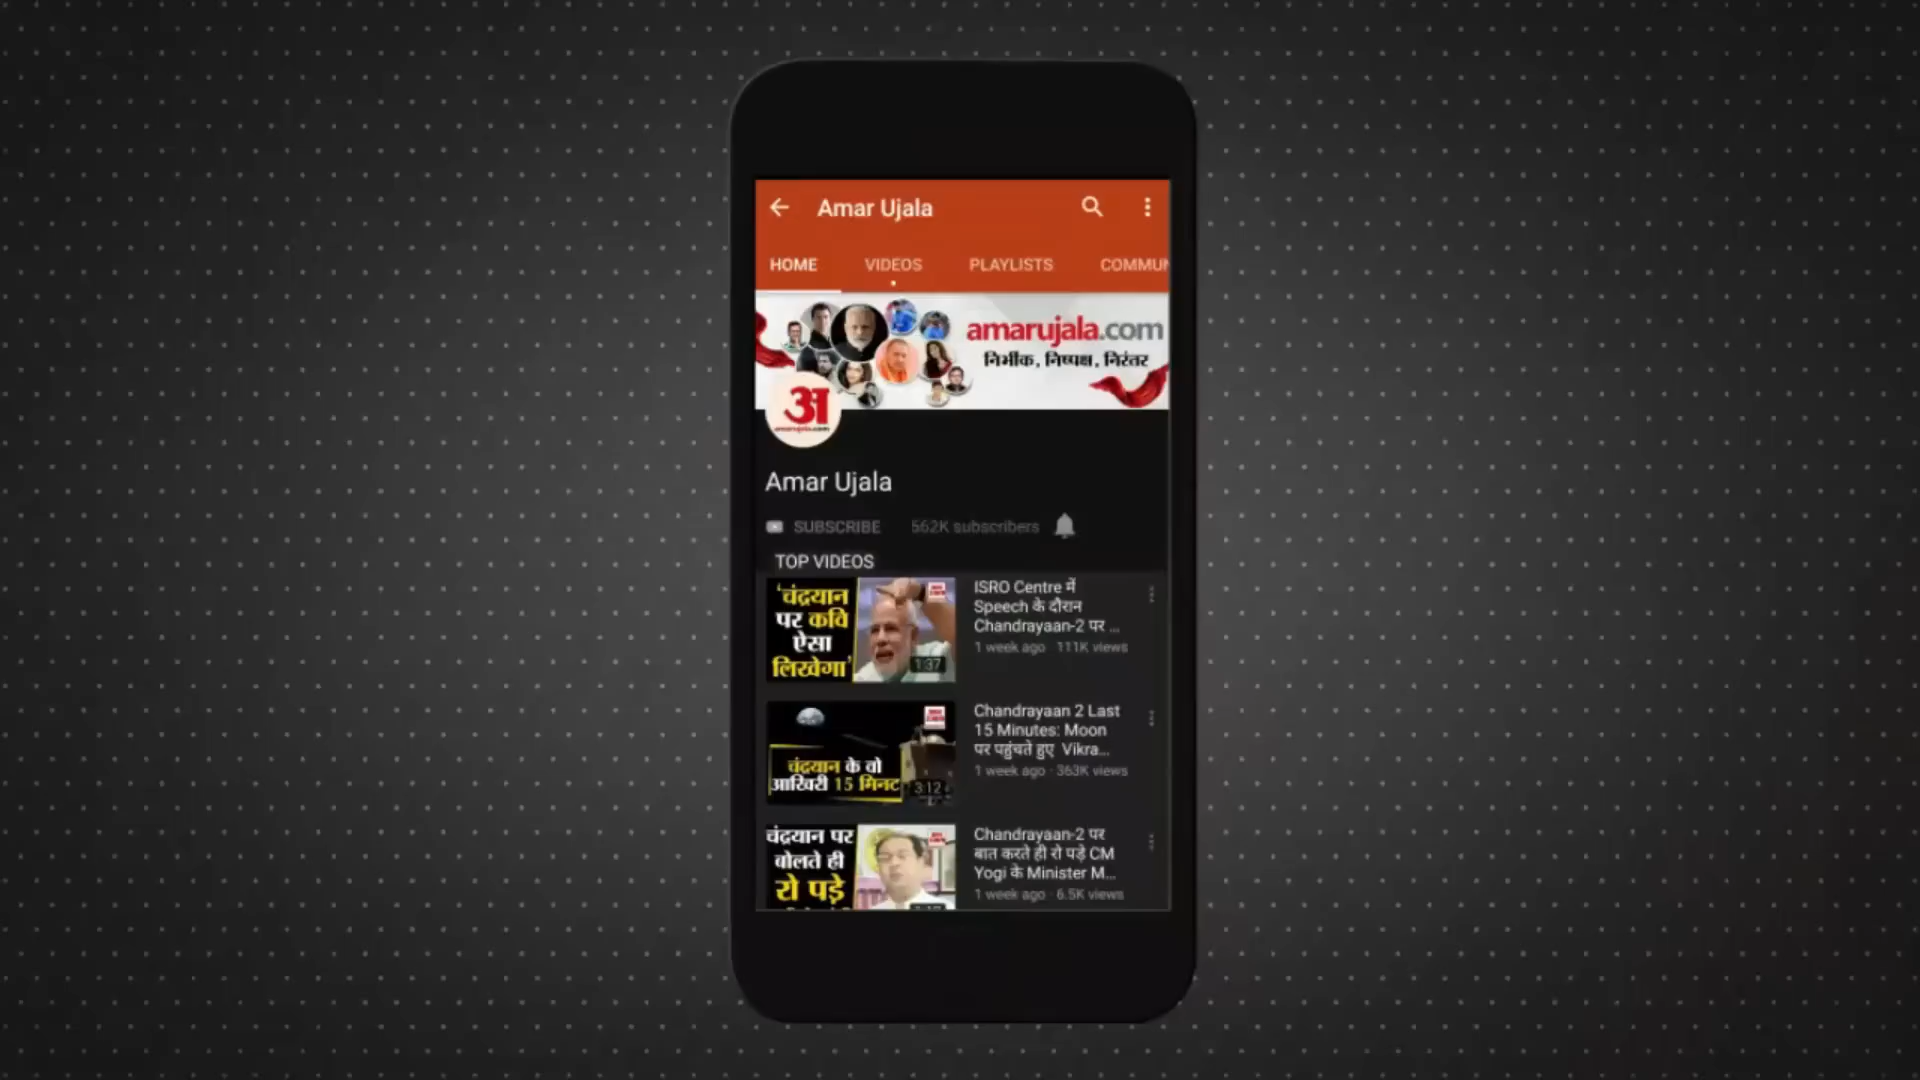 Amar Ujala
HOME VIDEOS PLAYLISTS COMMUN
amarujala.com
निर्भीक, निष्पक्ष, निरंतर
अ
amarujala.com
Amar Ujala
SUBSCRIBE 562K subscribers
TOP VIDEOS
'चंद्रयान
पर कवि
ऐसा
लिखेगा'
1:37
ISRO Centre में
Speech के दौरान
Chandrayaan-2 पर ...
1 week ago · 111K views
चंद्रयान के वो
आखिरी 15 मिनट
3:12
Chandrayaan 2 Last
15 Minutes: Moon
पर पहुंचते हुए Vikra...
1 week ago · 363K views
चंद्रयान पर
बोलते ही
रो पड़े
Chandrayaan-2 पर
बात करते ही रो पड़े CM
Yogi के Minister M...
1 week ago · 6.5K views